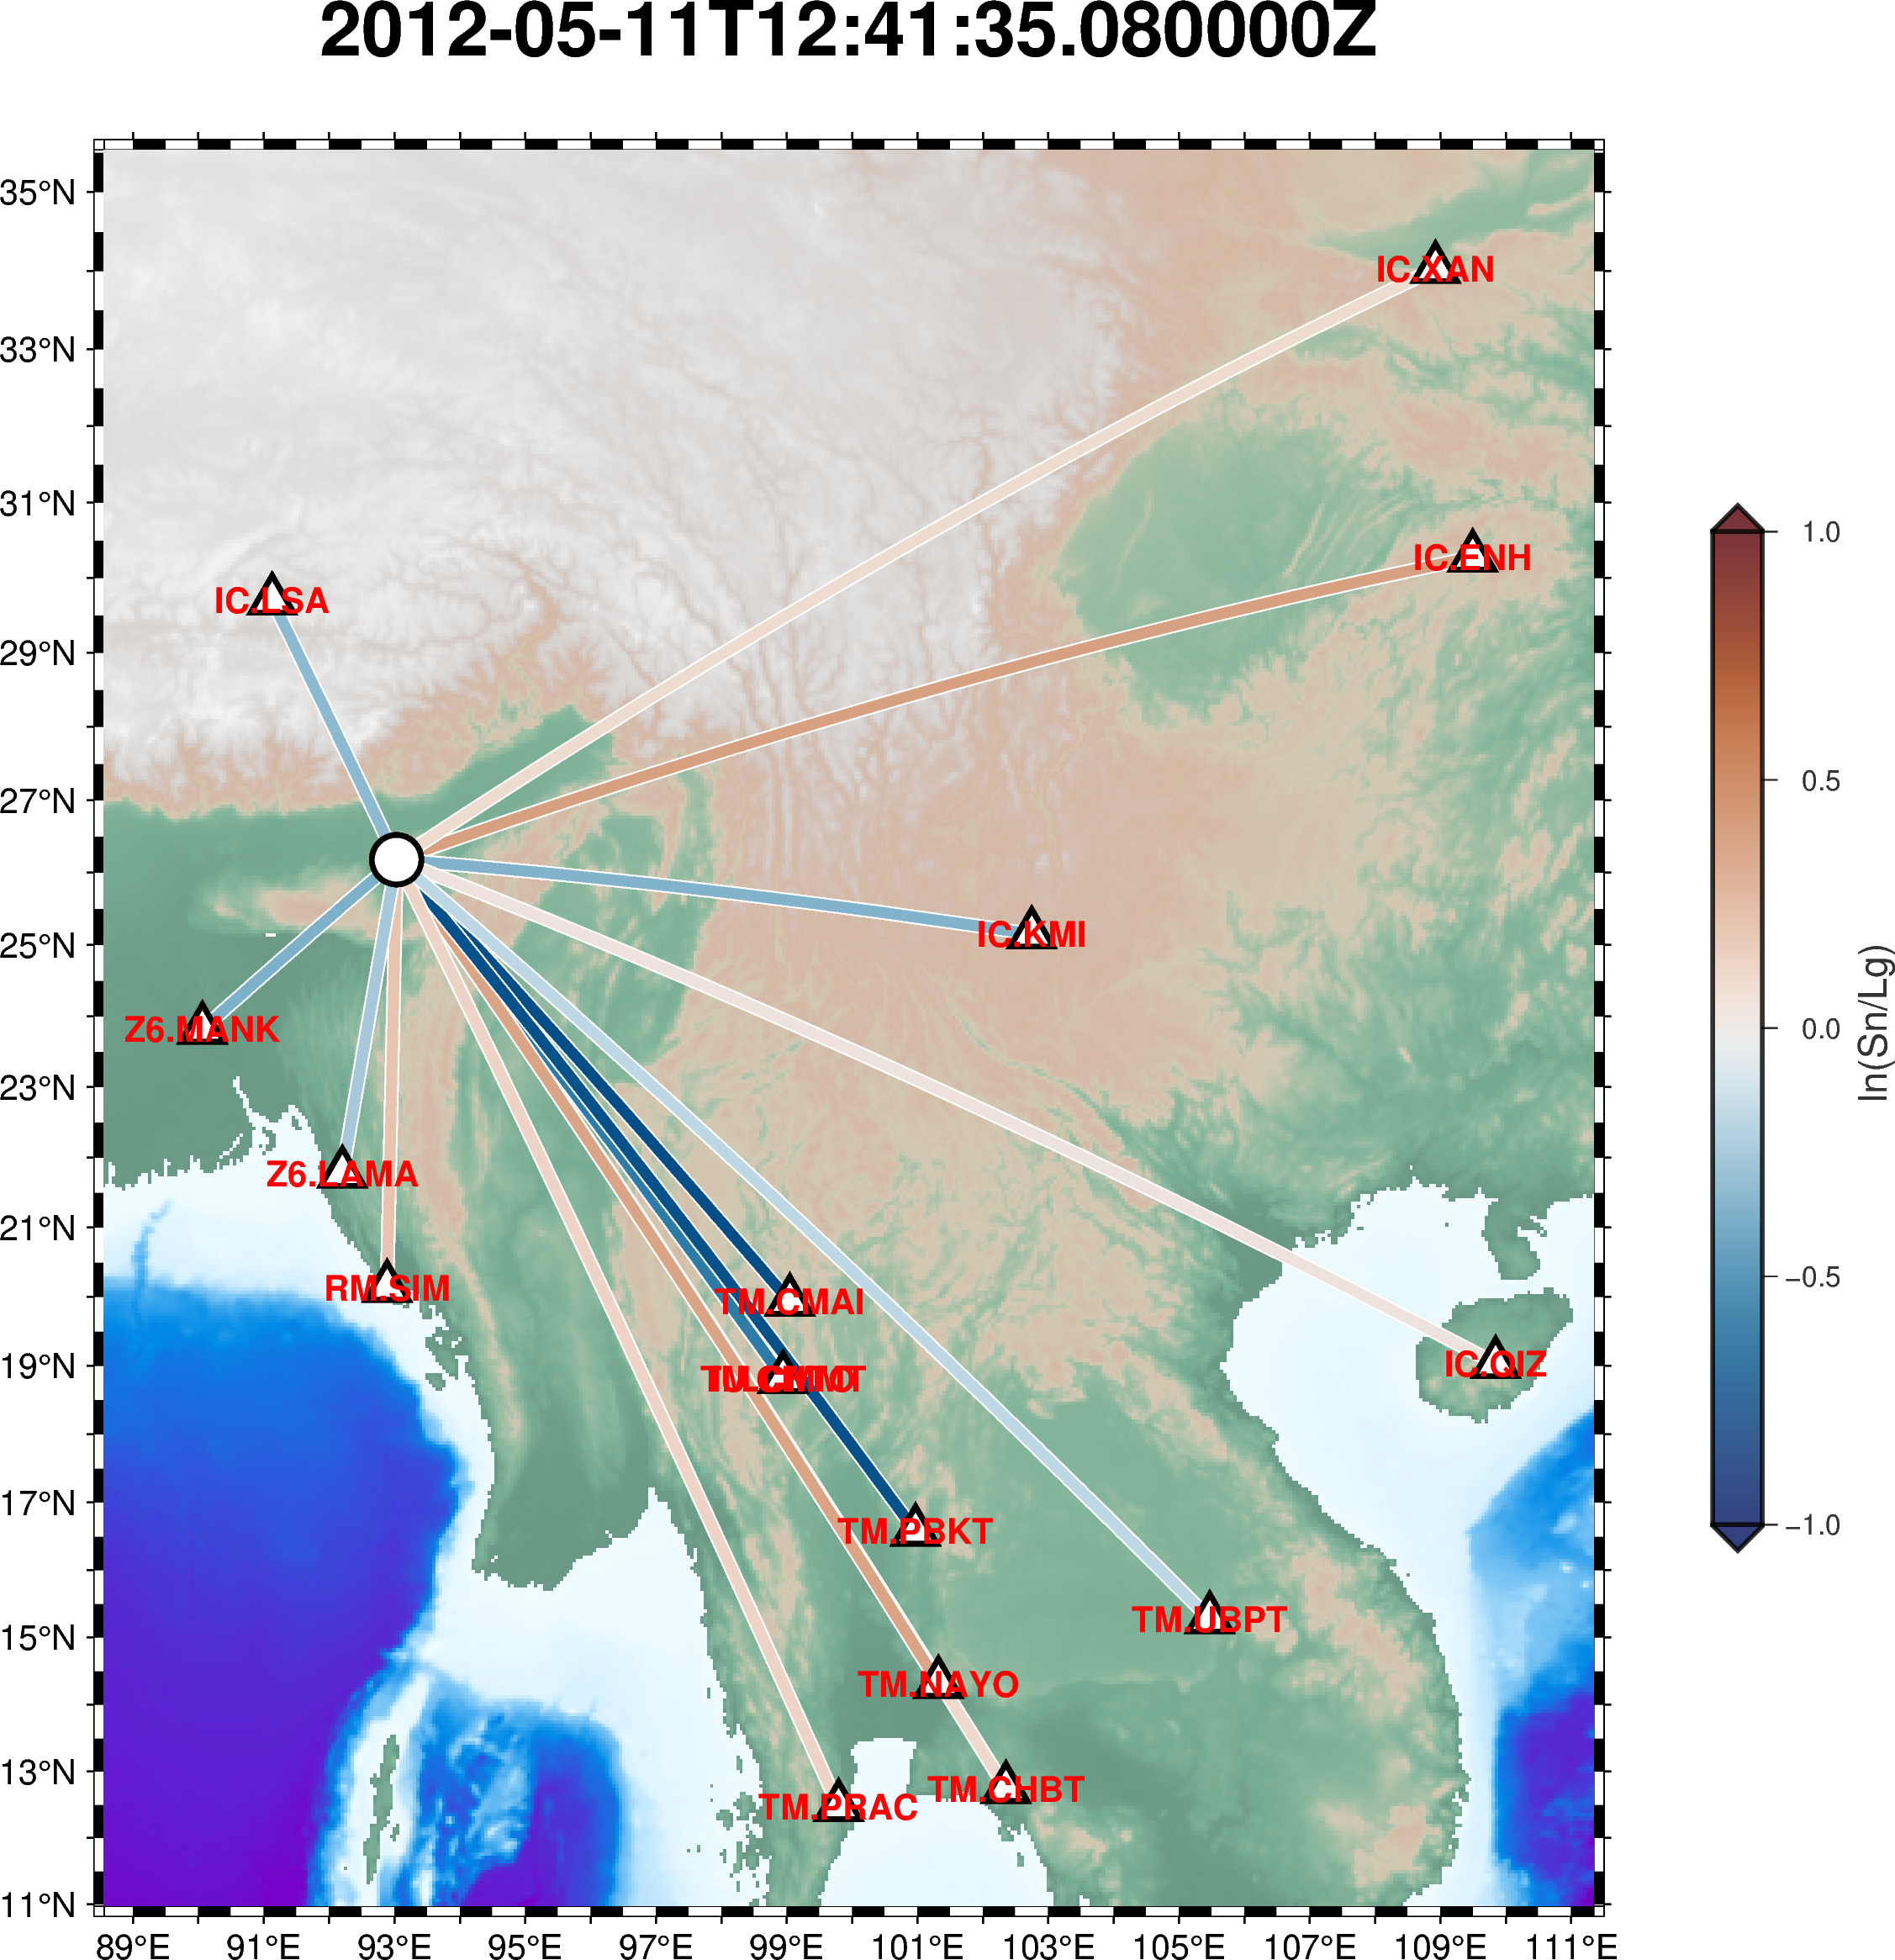 2012-05-11T12:41:35.080000Z
35°N
33°N
31°N
29°N
27°N
25°N
23°N
21°N
19°N
17°N
15°N
13°N
11°N
IC.XAN
IC.ENH
IC.LSA
IC.KMI
Z6.MANK
Z6.LAMA
RM.SIM
TM.CMAI
IC.QIZ
TM.PBKT
TM.UBPT
TM.NAYO
TM.CHBT
TM.PRAC
89°E 91°E 93°E 95°E 97°E 99°E 101°E 103°E 105°E 107°E 109°E 111°E
1.0
0.5
0.0
−0.5
−1.0
ln(Sn/Lg)